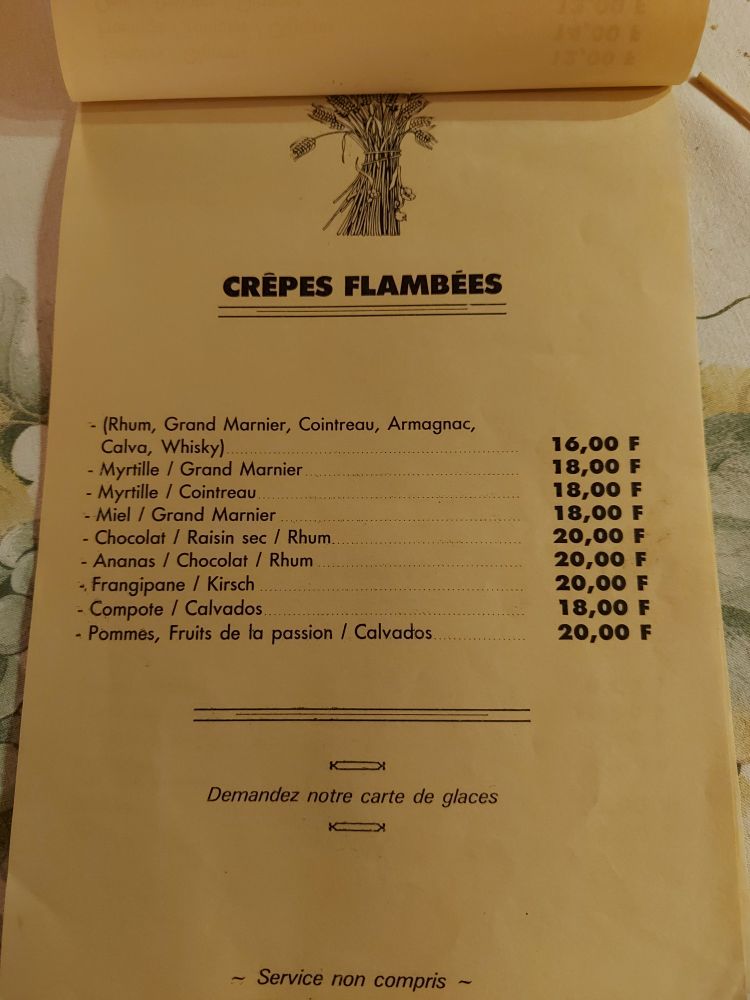 CRÊPES FLAMBÉES
- (Rhum, Grand Marnier, Cointreau, Armagnac,
Calva, Whisky)........ 16,00 F
- Myrtille / Grand Marnier........ 18,00 F
- Myrtille / Cointreau........ 18,00 F
- Miel / Grand Marnier........ 18,00 F
- Chocolat / Raisin sec / Rhum........ 20,00 F
- Ananas / Chocolat / Rhum........ 20,00 F
- Frangipane / Kirsch........ 20,00 F
- Compote / Calvados........ 18,00 F
- Pommes, Fruits de la passion / Calvados........ 20,00 F
Demandez notre carte de glaces
~ Service non compris ~